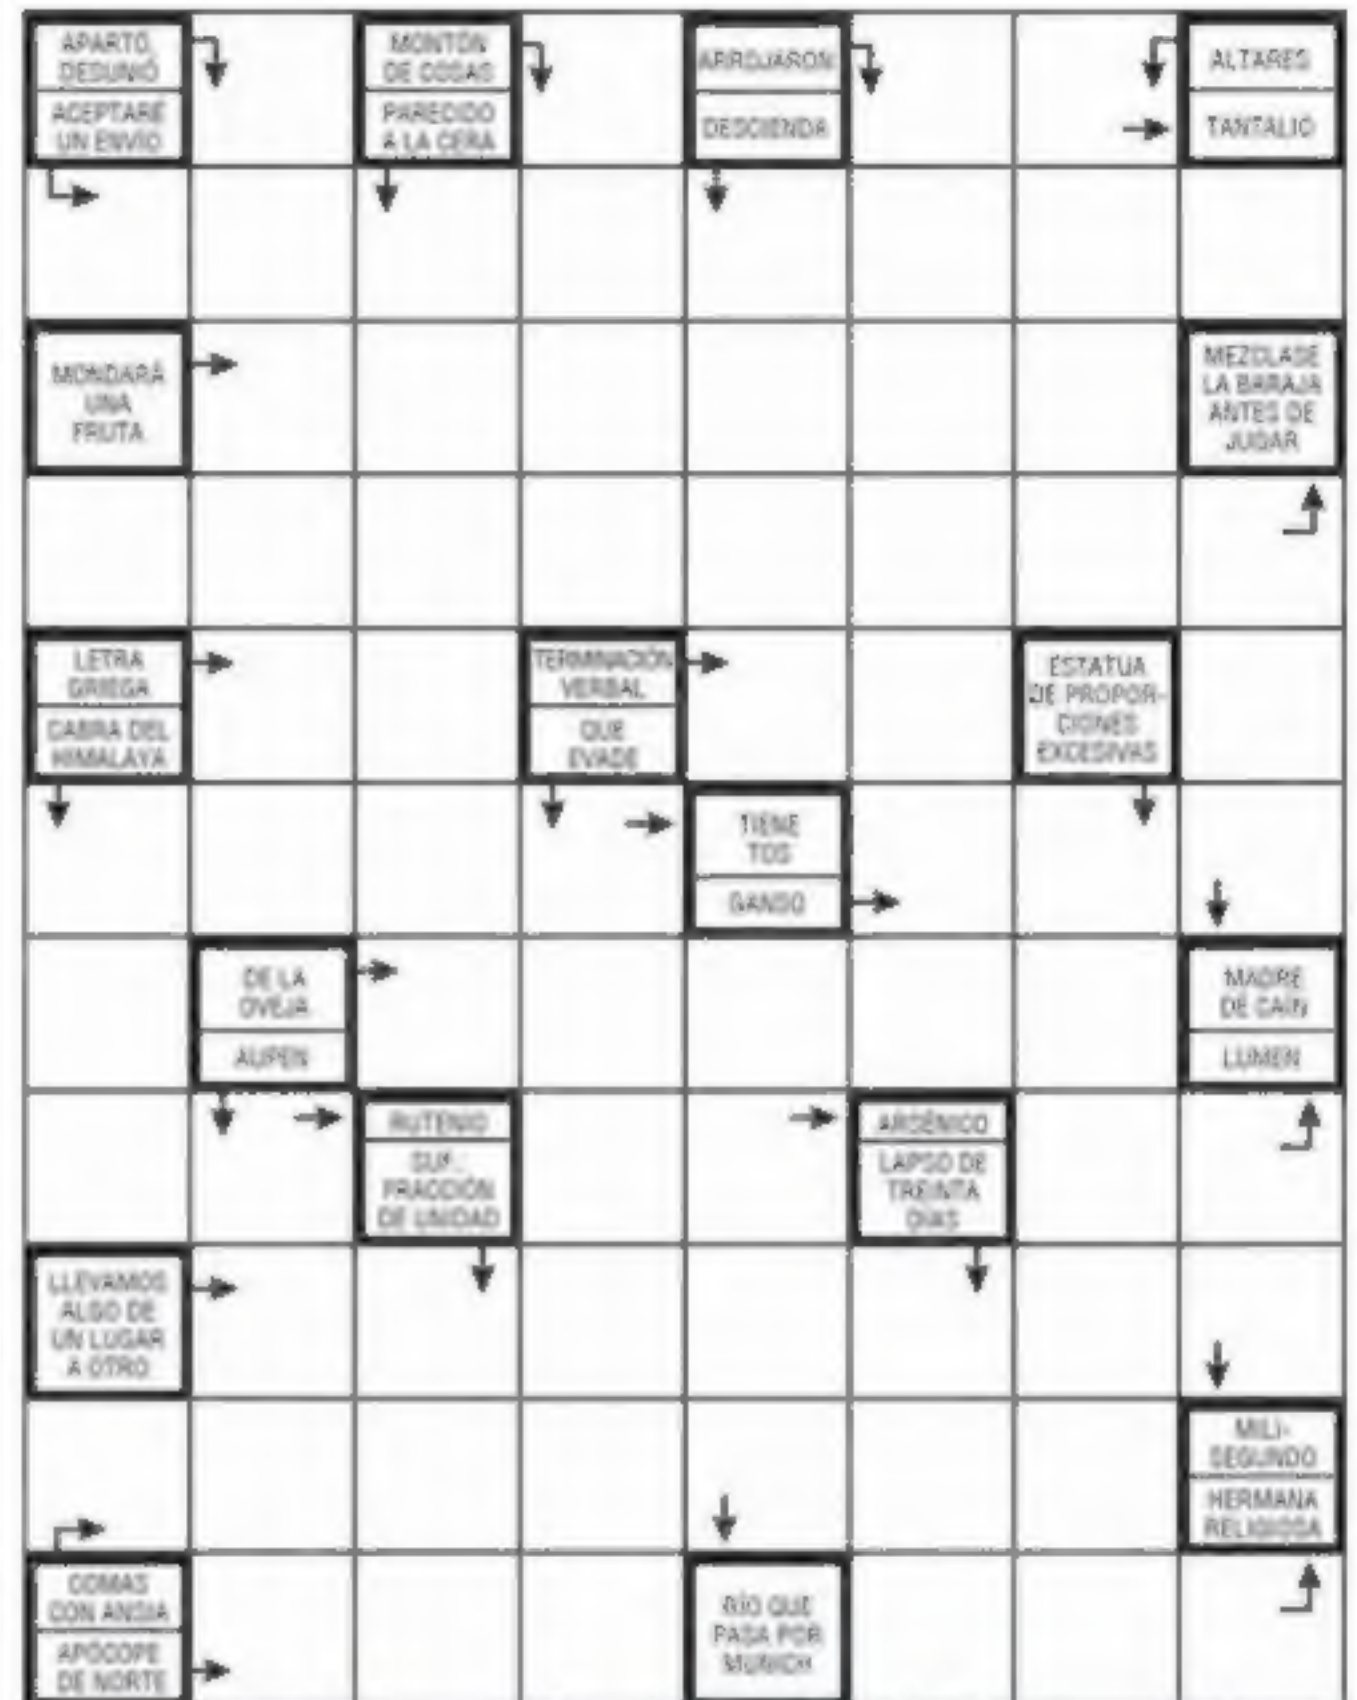 APARTÓ,
DESUNIÓ
ACEPTARÉ
UN ENVÍO
MONTÓN
DE COSAS
PARECIDO
A LA CERA
ARROJARON
DESCIENDA
ALTARES
TANTALIO
MONDARÁ
UNA
FRUTA
MEZCLASE
LA BARAJA
ANTES DE
JUGAR
LETRA
GRIEGA
CABRA DEL
HIMALAYA
TERMINACIÓN
VERBAL
QUE
EVADE
ESTATUA
DE PROPOR-
CIONES
EXCESIVAS
TIENE
TOS
GANSO
DE LA
OVEJA
AUPEN
MADRE
DE CAÍN
LUMEN
RUTENIO
SUF.:
FRACCIÓN
DE UNIDAD
ARSÉNICO
LAPSO DE
TREINTA
DÍAS
LLEVAMOS
ALGO DE
UN LUGAR
A OTRO
MILI-
SEGUNDO
HERMANA
RELIGIOSA
COMAS
CON ANSIA
APÓCOPE
DE NORTE
RÍO QUE
PASA POR
MUNICH